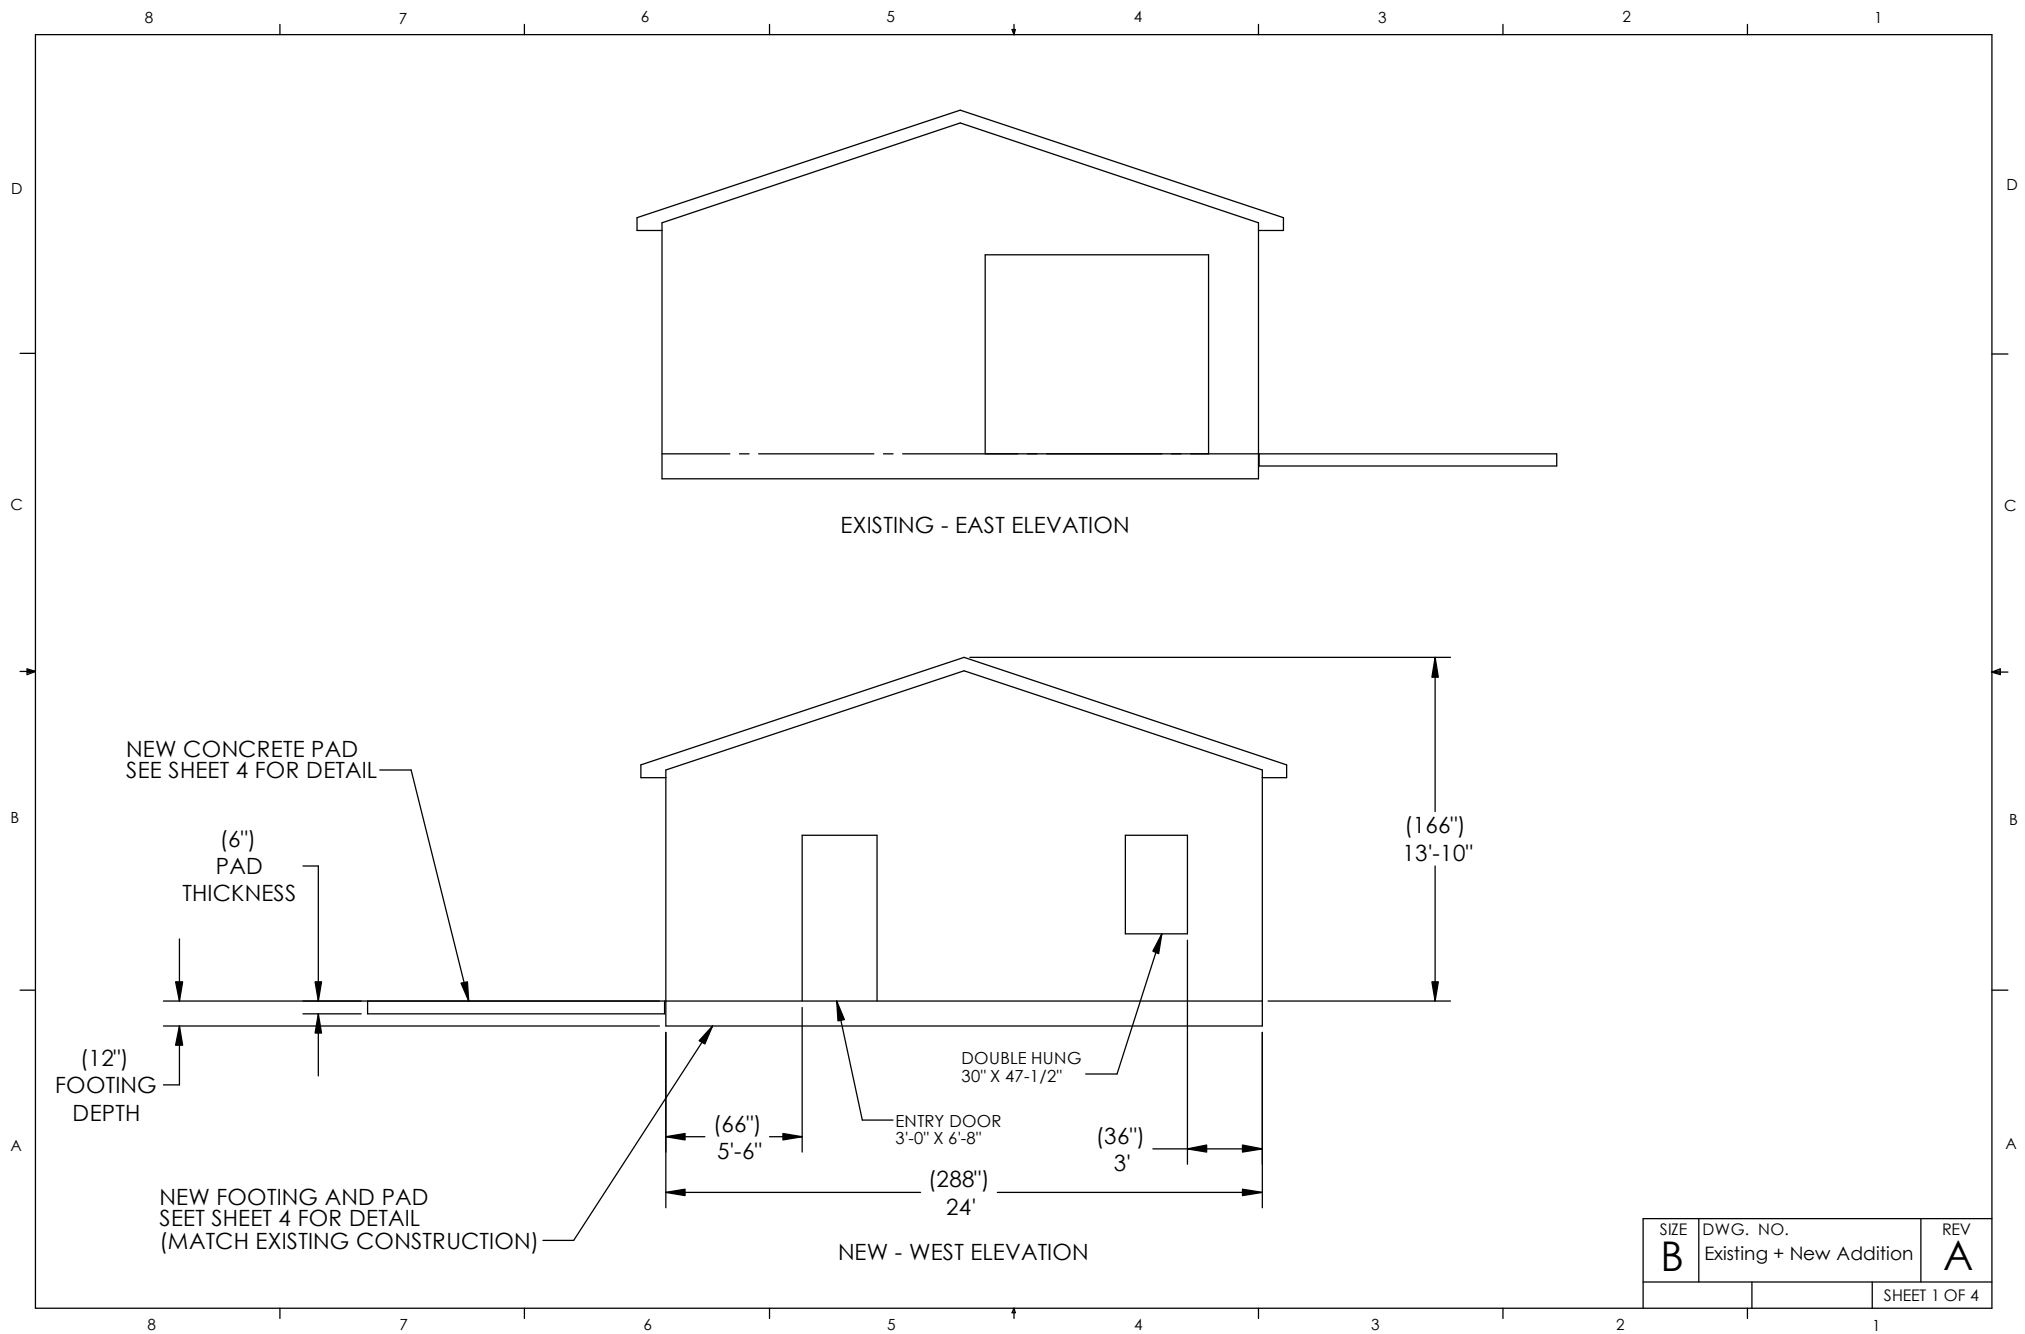 8 7 6 5 4 3 2 1
D D
EXISTING - EAST ELEVATION
C C
NEW CONCRETE PAD
SEE SHEET 4 FOR DETAIL
B B
(6")
PAD
THICKNESS
(166")
13'-10"
(12")
FOOTING
DEPTH
DOUBLE HUNG
30" X 47-1/2"
ENTRY DOOR
3'-0" X 6'-8"
(66")
5'-6"
(36")
3'
A A
(288")
24'
NEW FOOTING AND PAD
SEET SHEET 4 FOR DETAIL
(MATCH EXISTING CONSTRUCTION)
NEW - WEST ELEVATION
SIZE DWG. NO. REV
B Existing + New Addition A
SHEET 1 OF 4
8 7 6 5 4 3 2 1